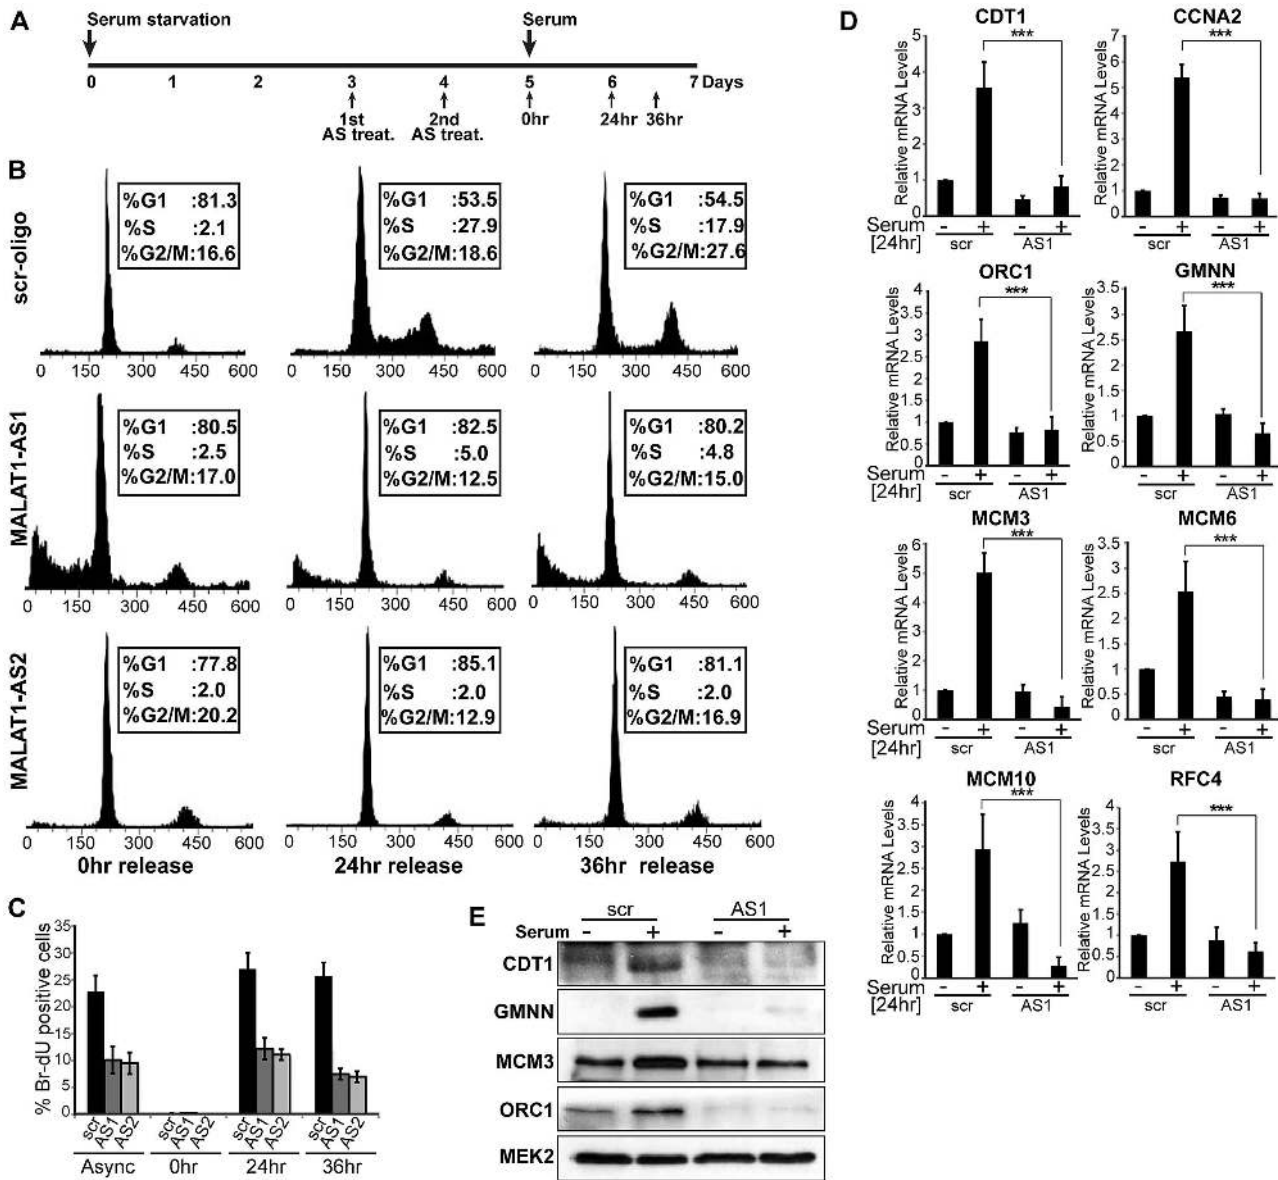 A
Serum starvation
Serum
0 1 2 3 4 5 6 7 Days
1st AS treat.
2nd AS treat.
0hr
24hr
36hr
B
scr-oligo
%G1 :81.3
%S :2.1
%G2/M:16.6
0 150 300 450 600
%G1 :53.5
%S :27.9
%G2/M:18.6
0 150 300 450 600
%G1 :54.5
%S :17.9
%G2/M:27.6
0 150 300 450 600
MALAT1-AS1
%G1 :80.5
%S :2.5
%G2/M:17.0
0 150 300 450 600
%G1 :82.5
%S :5.0
%G2/M:12.5
0 150 300 450 600
%G1 :80.2
%S :4.8
%G2/M:15.0
0 150 300 450 600
MALAT1-AS2
%G1 :77.8
%S :2.0
%G2/M:20.2
0 150 300 450 600
%G1 :85.1
%S :2.0
%G2/M:12.9
0 150 300 450 600
%G1 :81.1
%S :2.0
%G2/M:16.9
0 150 300 450 600
0hr release
24hr release
36hr release
C
% Br-dU positive cells
35
30
25
20
15
10
5
0
scr AS1 AS2 scr AS1 AS2 scr AS1 AS2 scr AS1 AS2
Async 0hr 24hr 36hr
D
CDT1
Relative mRNA Levels
5
4
3
2
1
0
***
Serum - + - +
[24hr] scr AS1
CCNA2
7
6
5
4
3
2
1
0
***
- + - +
scr AS1
ORC1
Relative mRNA Levels
4
3.5
3
2.5
2
1.5
1
0.5
0
***
Serum - + - +
[24hr] scr AS1
GMNN
Relative mRNA Levels
3.5
3
2.5
2
1.5
1
0.5
0
***
- + - +
scr AS1
MCM3
Relative mRNA Levels
6
5
4
3
2
1
0
***
Serum - + - +
[24hr] scr AS1
MCM6
Relative mRNA Levels
3.5
3
2.5
2
1.5
1
0.5
0
***
- + - +
scr AS1
MCM10
Relative mRNA Levels
4
3.5
3
2.5
2
1.5
1
0.5
0
***
Serum - + - +
[24hr] scr AS1
RFC4
Relative mRNA Levels
4
3.5
3
2.5
2
1.5
1
0.5
0
***
- + - +
scr AS1
E
scr AS1
Serum - + - +
CDT1
GMNN
MCM3
ORC1
MEK2